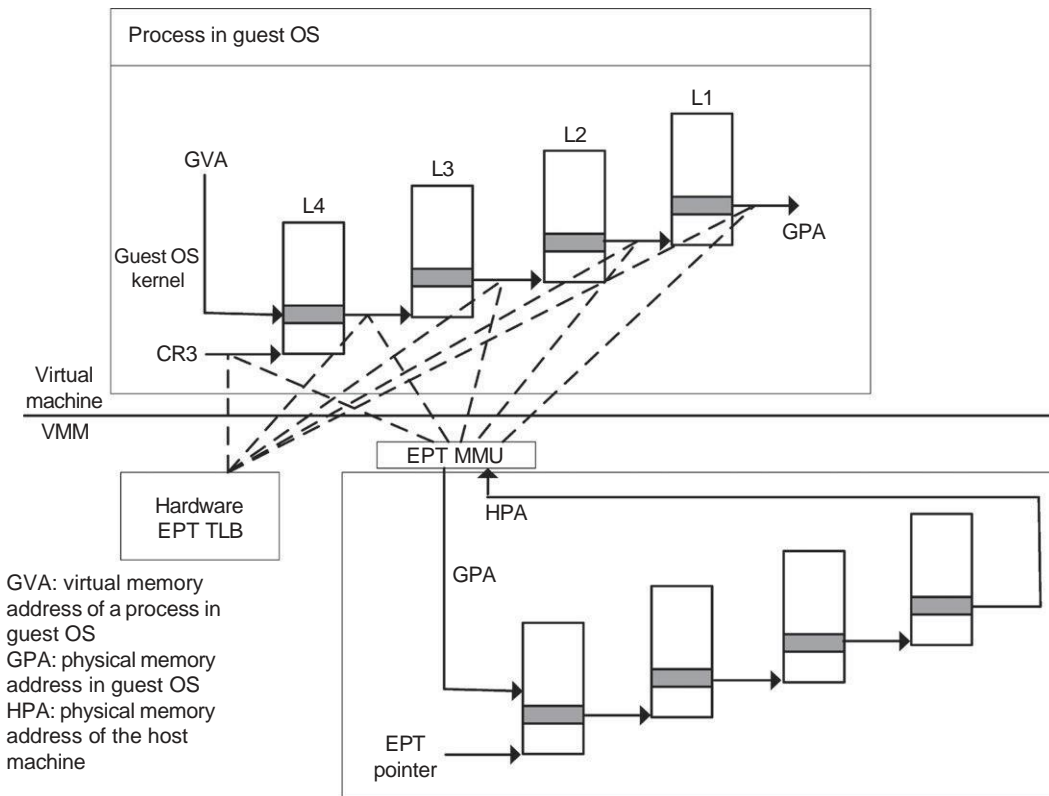 Process in guest OS
L1
L2
L3
L4
GVA
GPA
Guest OS
kernel
CR3
Virtual
machine
VMM
EPT MMU
Hardware
EPT TLB
HPA
GPA
EPT
pointer
GVA: virtual memory
address of a process in
guest OS
GPA: physical memory
address in guest OS
HPA: physical memory
address of the host
machine